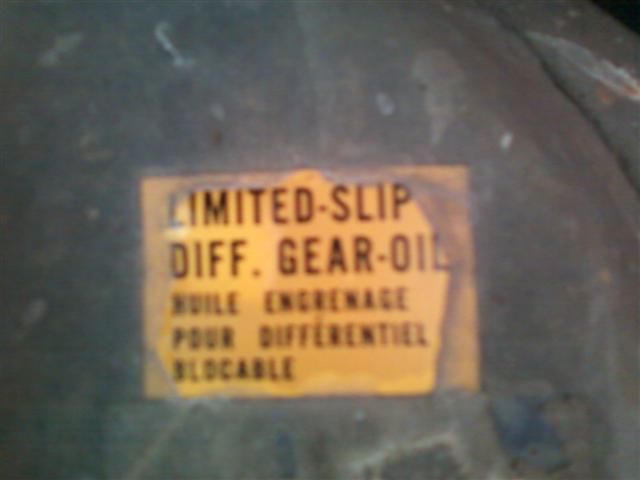 LIMITED-SLIP
DIFF. GEAR-OIL
HUILE ENGRENAGE
POUR DIFFÉRENTIEL
BLOCABLE